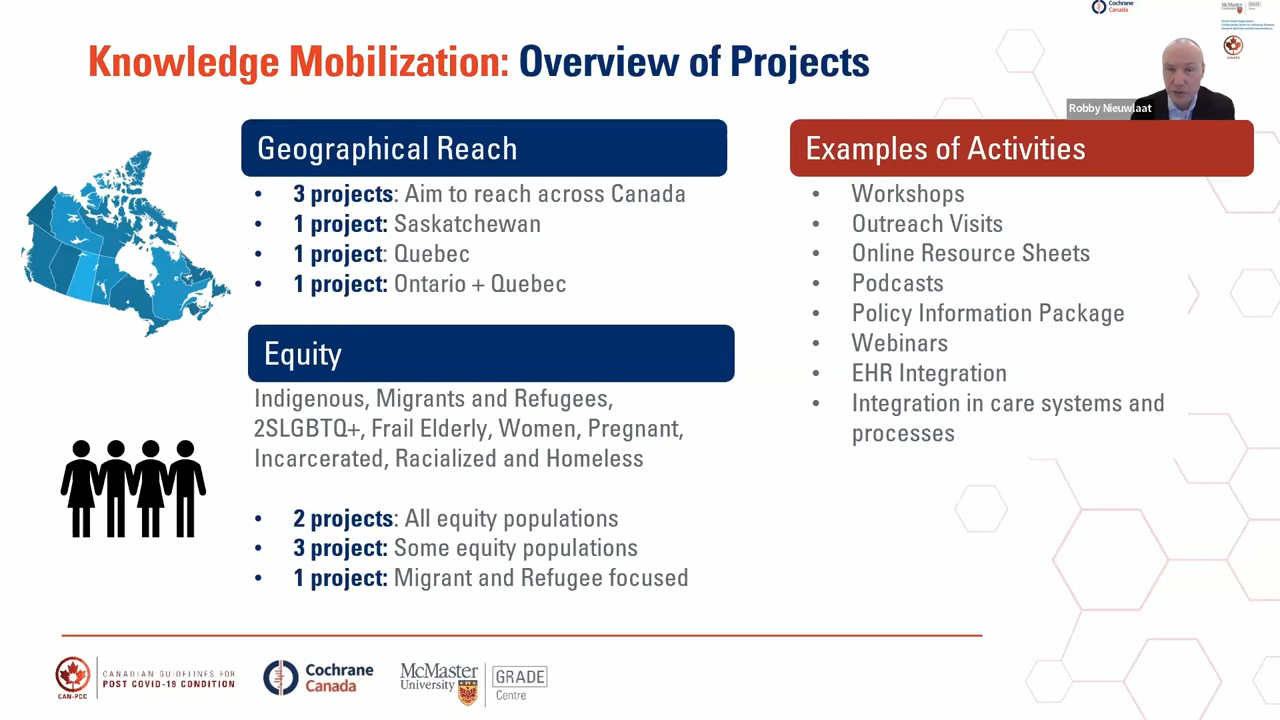 Cochrane
Canada
McMaster
University
GRADE
Knowledge Mobilization: Overview of Projects
Robby Nieuwlaat
Geographical Reach
• 3 projects: Aim to reach across Canada
• 1 project: Saskatchewan
• 1 project: Quebec
• 1 project: Ontario + Quebec
Equity
Indigenous, Migrants and Refugees,
2SLGBTQ+, Frail Elderly, Women, Pregnant,
Incarcerated, Racialized and Homeless
• 2 projects: All equity populations
• 3 project: Some equity populations
• 1 project: Migrant and Refugee focused
Examples of Activities
• Workshops
• Outreach Visits
• Online Resource Sheets
• Podcasts
• Policy Information Package
• Webinars
• EHR Integration
• Integration in care systems and
processes
CAN-PCC
CANADIAN GUIDELINES FOR
POST COVID-19 CONDITION
Cochrane
Canada
McMaster
University
GRADE
Centre